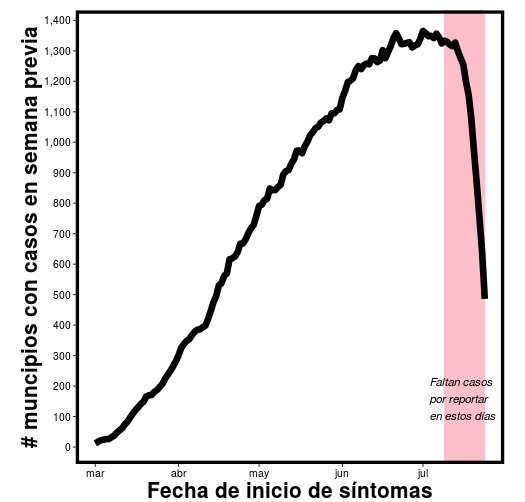 # muncipios con casos en semana previa
1,400
1,300
1,200
1,100
1,000
900
800
700
600
500
400
300
200
100
0
Faltan casos
por reportar
en estos días
mar abr may jun jul
Fecha de inicio de síntomas